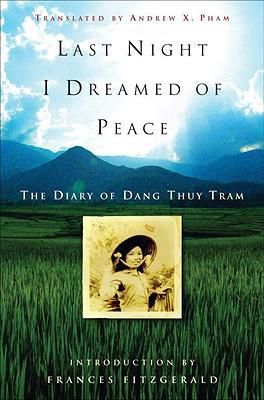 TRANSLATED BY ANDREW X. PHAM
LAST NIGHT
I DREAMED OF
PEACE
THE DIARY OF DANG THUY TRAM
INTRODUCTION BY
FRANCES FITZGERALD